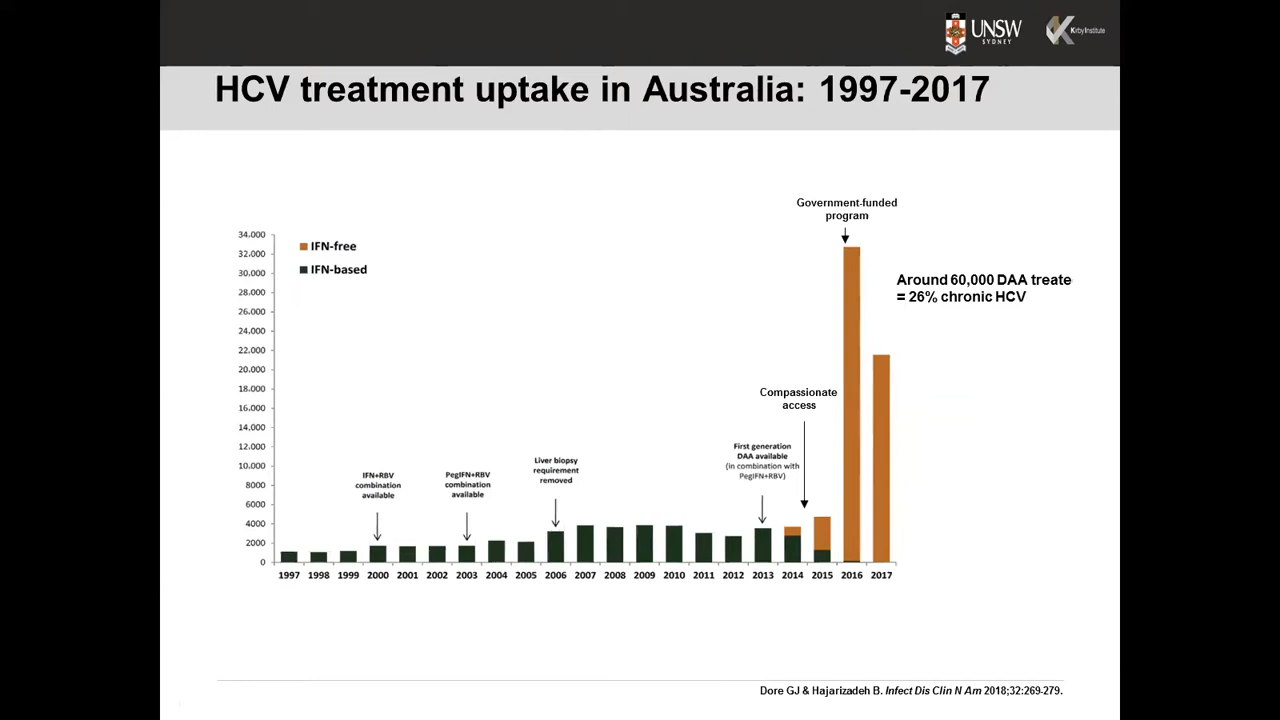 UNSW
SYDNEY
Kirby Institute
HCV treatment uptake in Australia: 1997-2017
Government-funded
program
34.000
32.000
30.000
28.000
26.000
24.000
22.000
20.000
18.000
16.000
14.000
12.000
10.000
8.000
6000
4000
2000
0
IFN-free
IFN-based
Around 60,000 DAA treate
= 26% chronic HCV
Compassionate
access
First generation
DAA available
(in combination with
PegIFN+RBV)
Liver biopsy
requirement
removed
IFN+RBV
combination
available
PegIFN+RBV
combination
available
1997 1998 1999 2000 2001 2002 2003 2004 2005 2006 2007 2008 2009 2010 2011 2012 2013 2014 2015 2016 2017
Dore GJ & Hajarizadeh B. Infect Dis Clin N Am 2018;32:269-279.